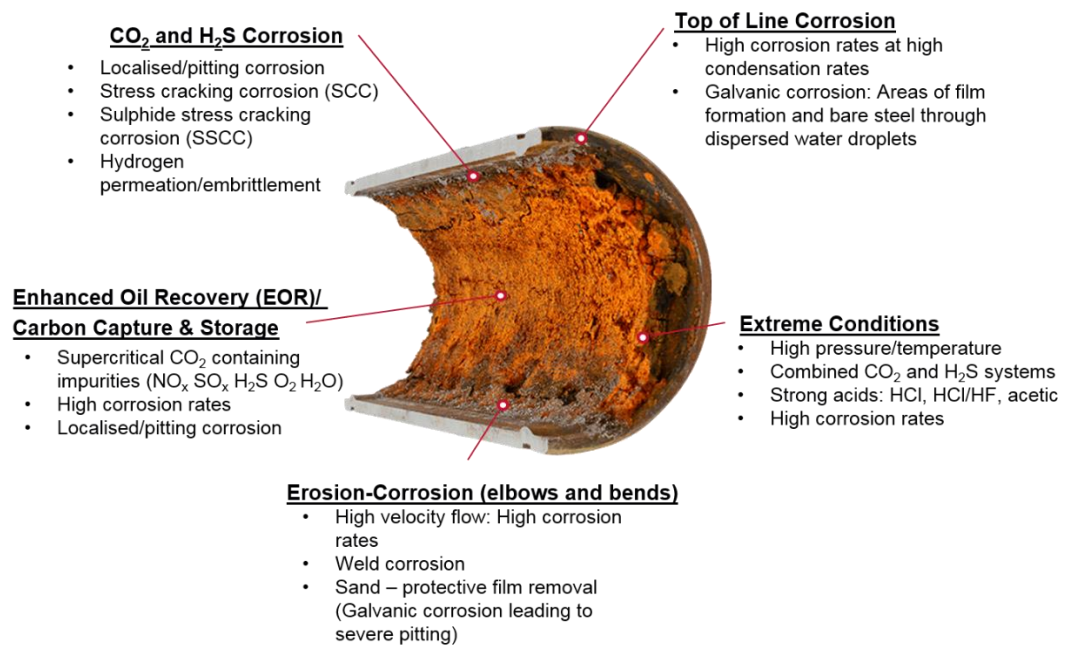 CO₂ and H₂S Corrosion
• Localised/pitting corrosion
• Stress cracking corrosion (SCC)
• Sulphide stress cracking
corrosion (SSCC)
• Hydrogen
permeation/embrittlement
Top of Line Corrosion
• High corrosion rates at high
condensation rates
• Galvanic corrosion: Areas of film
formation and bare steel through
dispersed water droplets
Enhanced Oil Recovery (EOR)/
Carbon Capture & Storage
• Supercritical CO₂ containing
impurities (NOₓ SOₓ H₂S O₂ H₂O)
• High corrosion rates
• Localised/pitting corrosion
Extreme Conditions
• High pressure/temperature
• Combined CO₂ and H₂S systems
• Strong acids: HCl, HCl/HF, acetic
• High corrosion rates
Erosion-Corrosion (elbows and bends)
• High velocity flow: High corrosion
rates
• Weld corrosion
• Sand – protective film removal
(Galvanic corrosion leading to
severe pitting)